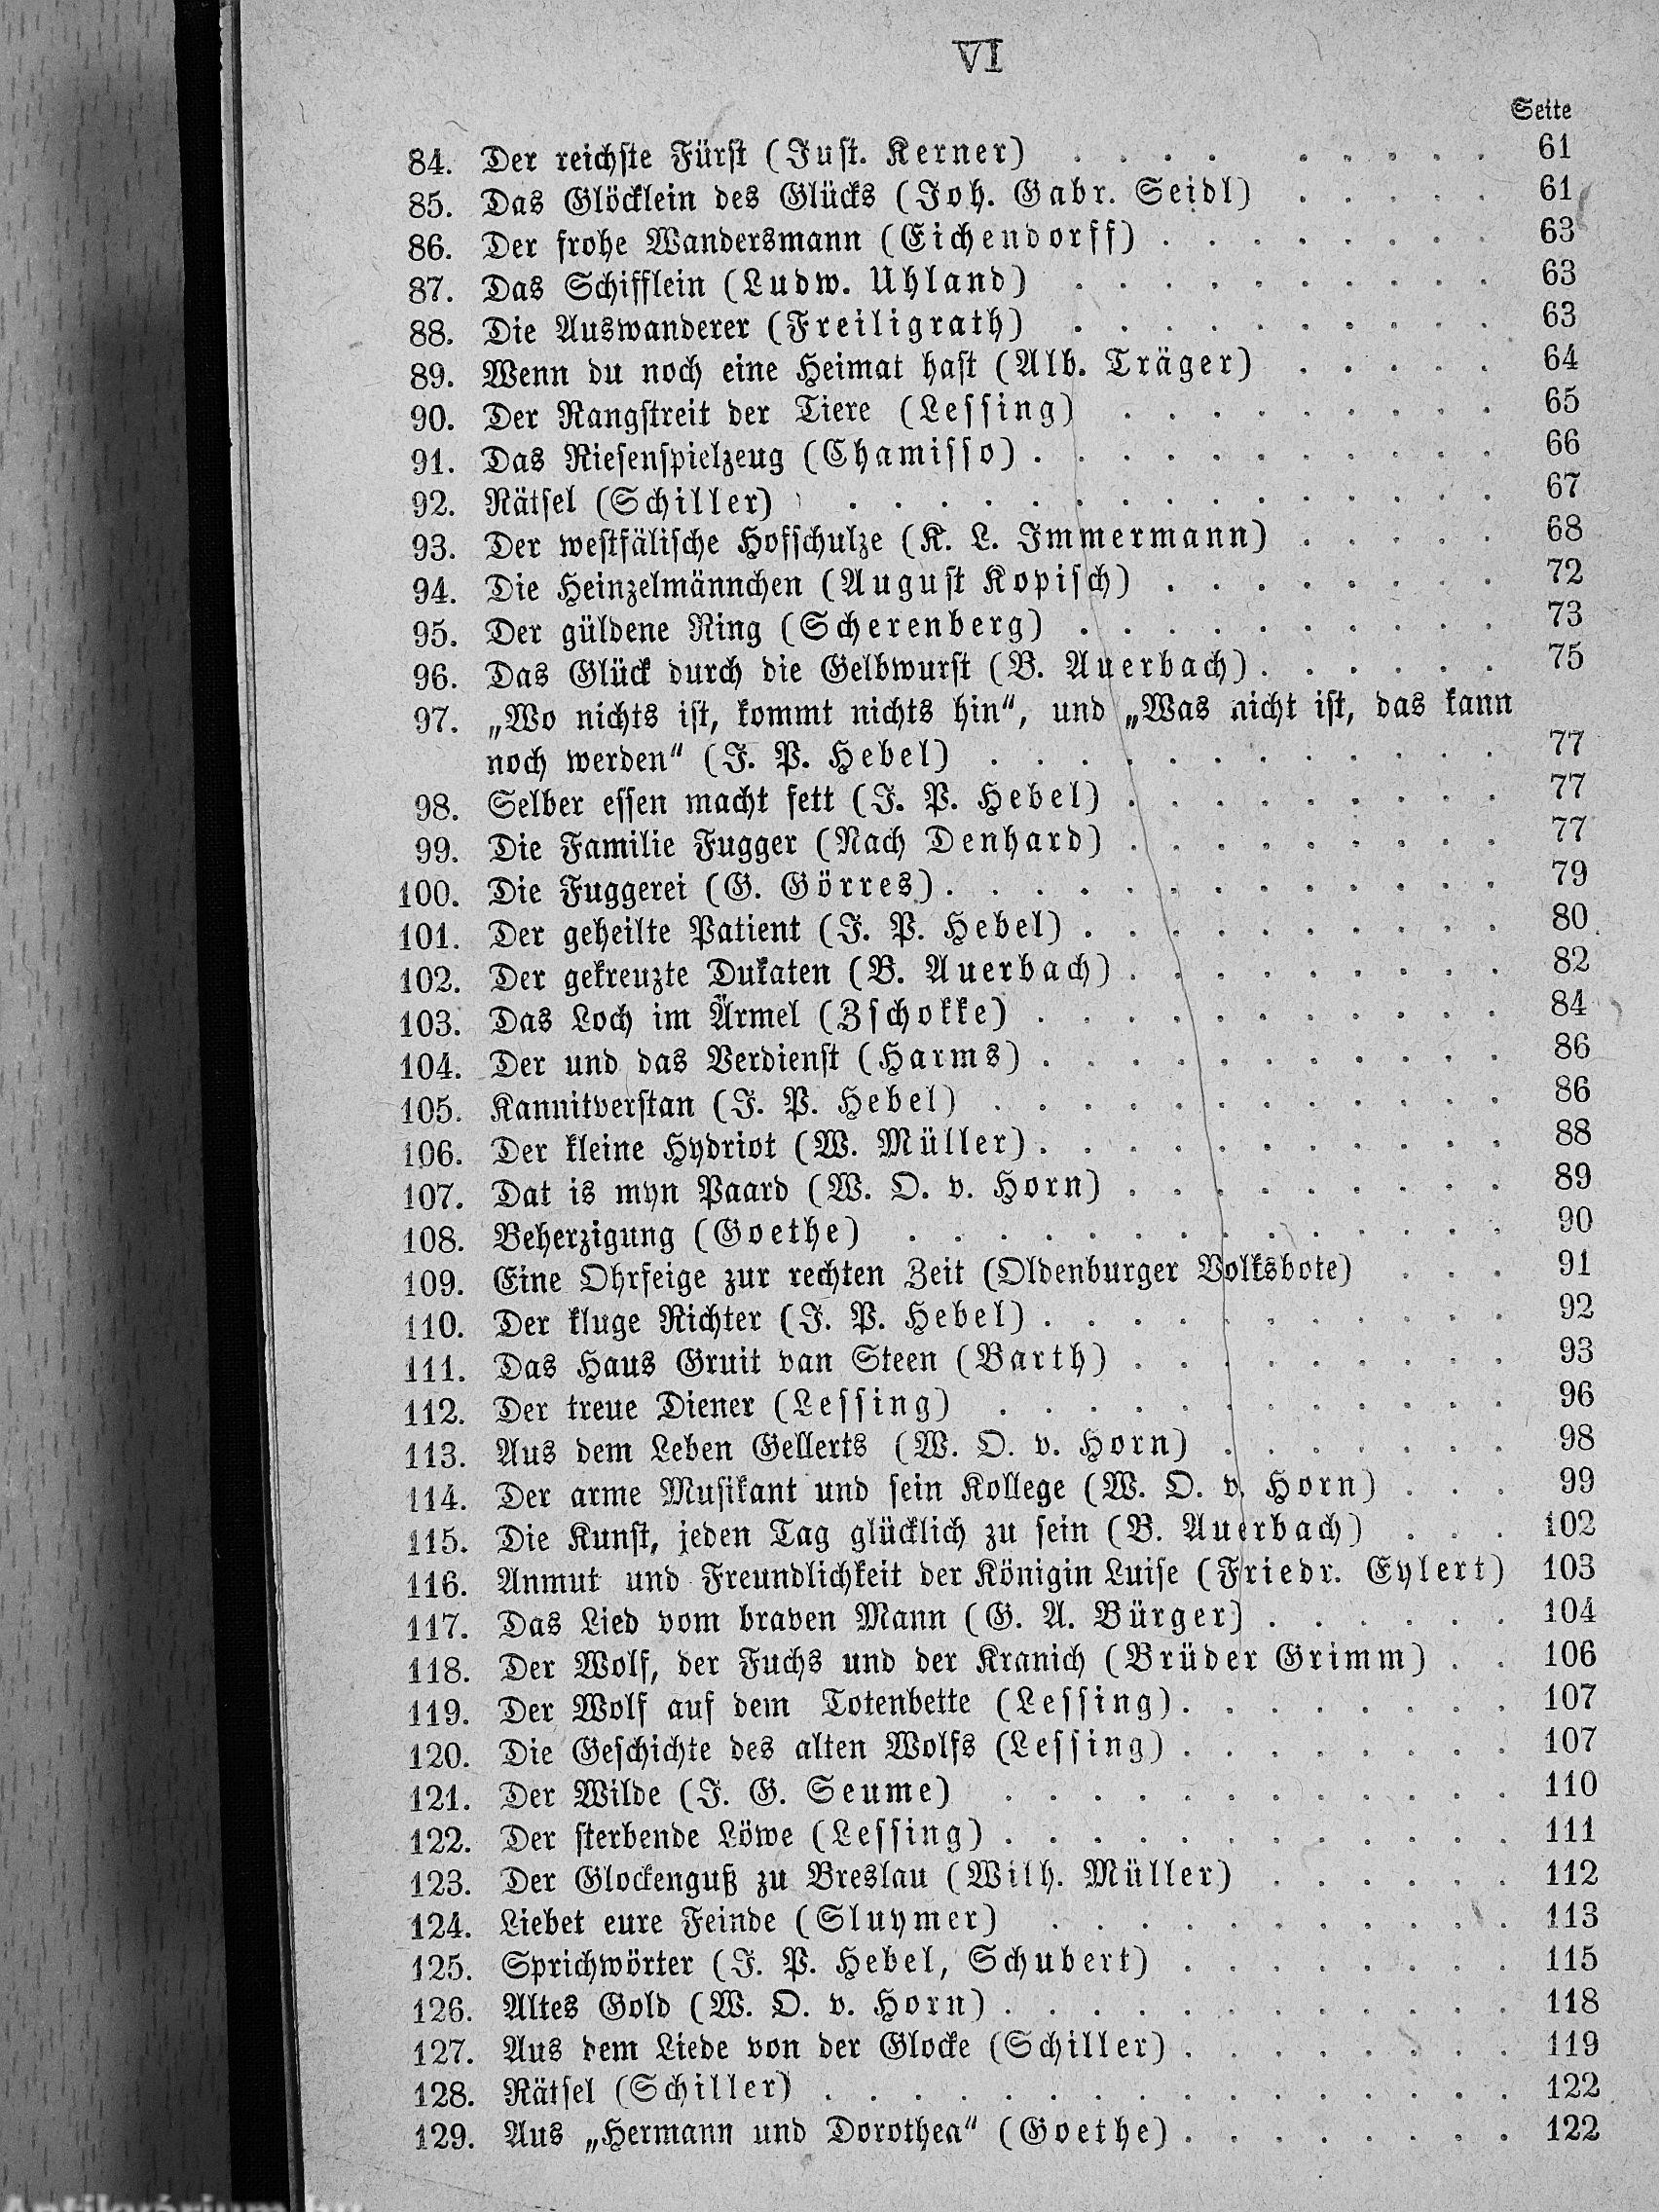 VI
Seite
84. Der reichste Fürst (Just. Kerner) . . . . . . . . . 61
85. Das Glöcklein des Glücks (Joh. Gabr. Seidl) . . . . . 61
86. Der frohe Wandersmann (Eichendorff) . . . . . . . . 63
87. Das Schifflein (Ludw. Uhland) . . . . . . . . . . 63
88. Die Auswanderer (Freiligrath) . . . . . . . . . . 63
89. Wenn du noch eine Heimat hast (Alb. Träger) . . . . . 64
90. Der Rangstreit der Tiere (Lessing) . . . . . . . . . 65
91. Das Riesenspielzeug (Chamisso) . . . . . . . . . . . 66
92. Rätsel (Schiller) . . . . . . . . . . . . . . . 67
93. Der westfälische Hofschulze (K. L. Immermann) . . . . . 68
94. Die Heinzelmännchen (August Kopisch) . . . . . . . . 72
95. Der güldene Ring (Scherenberg) . . . . . . . . . . 73
96. Das Glück durch die Gelbwurst (B. Auerbach) . . . . . . 75
97. „Wo nichts ist, kommt nichts hin“, und „Was nicht ist, das kann
noch werden“ (J. P. Hebel) . . . . . . . . . . . . 77
98. Selber essen macht fett (J. P. Hebel) . . . . . . . . . 77
99. Die Familie Fugger (Nach Denhard) . . . . . . . . . 77
100. Die Fuggerei (G. Görres) . . . . . . . . . . . . . 79
101. Der geheilte Patient (J. P. Hebel) . . . . . . . . . . 80
102. Der gekreuzte Dukaten (B. Auerbach) . . . . . . . . . 82
103. Das Loch im Ärmel (Zschokke) . . . . . . . . . . . 84
104. Der und das Verdienst (Harms) . . . . . . . . . . . 86
105. Kannitverstan (J. P. Hebel) . . . . . . . . . . . . 86
106. Der kleine Hydriot (W. Müller) . . . . . . . . . . . 88
107. Dat is myn Paard (W. O. v. Horn) . . . . . . . . . 89
108. Beherzigung (Goethe) . . . . . . . . . . . . . . 90
109. Eine Ohrfeige zur rechten Zeit (Oldenburger Volksbote) . . . 91
110. Der kluge Richter (J. P. Hebel) . . . . . . . . . . . 92
111. Das Haus Gruit van Steen (Barth) . . . . . . . . . 93
112. Der treue Diener (Lessing) . . . . . . . . . . . . 96
113. Aus dem Leben Gellerts (W. O. v. Horn) . . . . . . . 98
114. Der arme Musikant und sein Kollege (W. O. v. Horn) . . . 99
115. Die Kunst, jeden Tag glücklich zu sein (B. Auerbach) . . . 102
116. Anmut und Freundlichkeit der Königin Luise (Friedr. Eylert) 103
117. Das Lied vom braven Mann (G. A. Bürger) . . . . . . 104
118. Der Wolf, der Fuchs und der Kranich (Brüder Grimm) . . 106
119. Der Wolf auf dem Totenbette (Lessing) . . . . . . . . 107
120. Die Geschichte des alten Wolfs (Lessing) . . . . . . . . 107
121. Der Wilde (J. G. Seume) . . . . . . . . . . . . 110
122. Der sterbende Löwe (Lessing) . . . . . . . . . . . . 111
123. Der Glockenguß zu Breslau (Wilh. Müller) . . . . . . 112
124. Liebet eure Feinde (Sluymer) . . . . . . . . . . . 113
125. Sprichwörter (J. P. Hebel, Schubert) . . . . . . . . 115
126. Altes Gold (W. O. v. Horn) . . . . . . . . . . . . 118
127. Aus dem Liede von der Glocke (Schiller) . . . . . . . . 119
128. Rätsel (Schiller) . . . . . . . . . . . . . . . . 122
129. Aus „Hermann und Dorothea“ (Goethe) . . . . . . . . 122
Antikvárium.hu